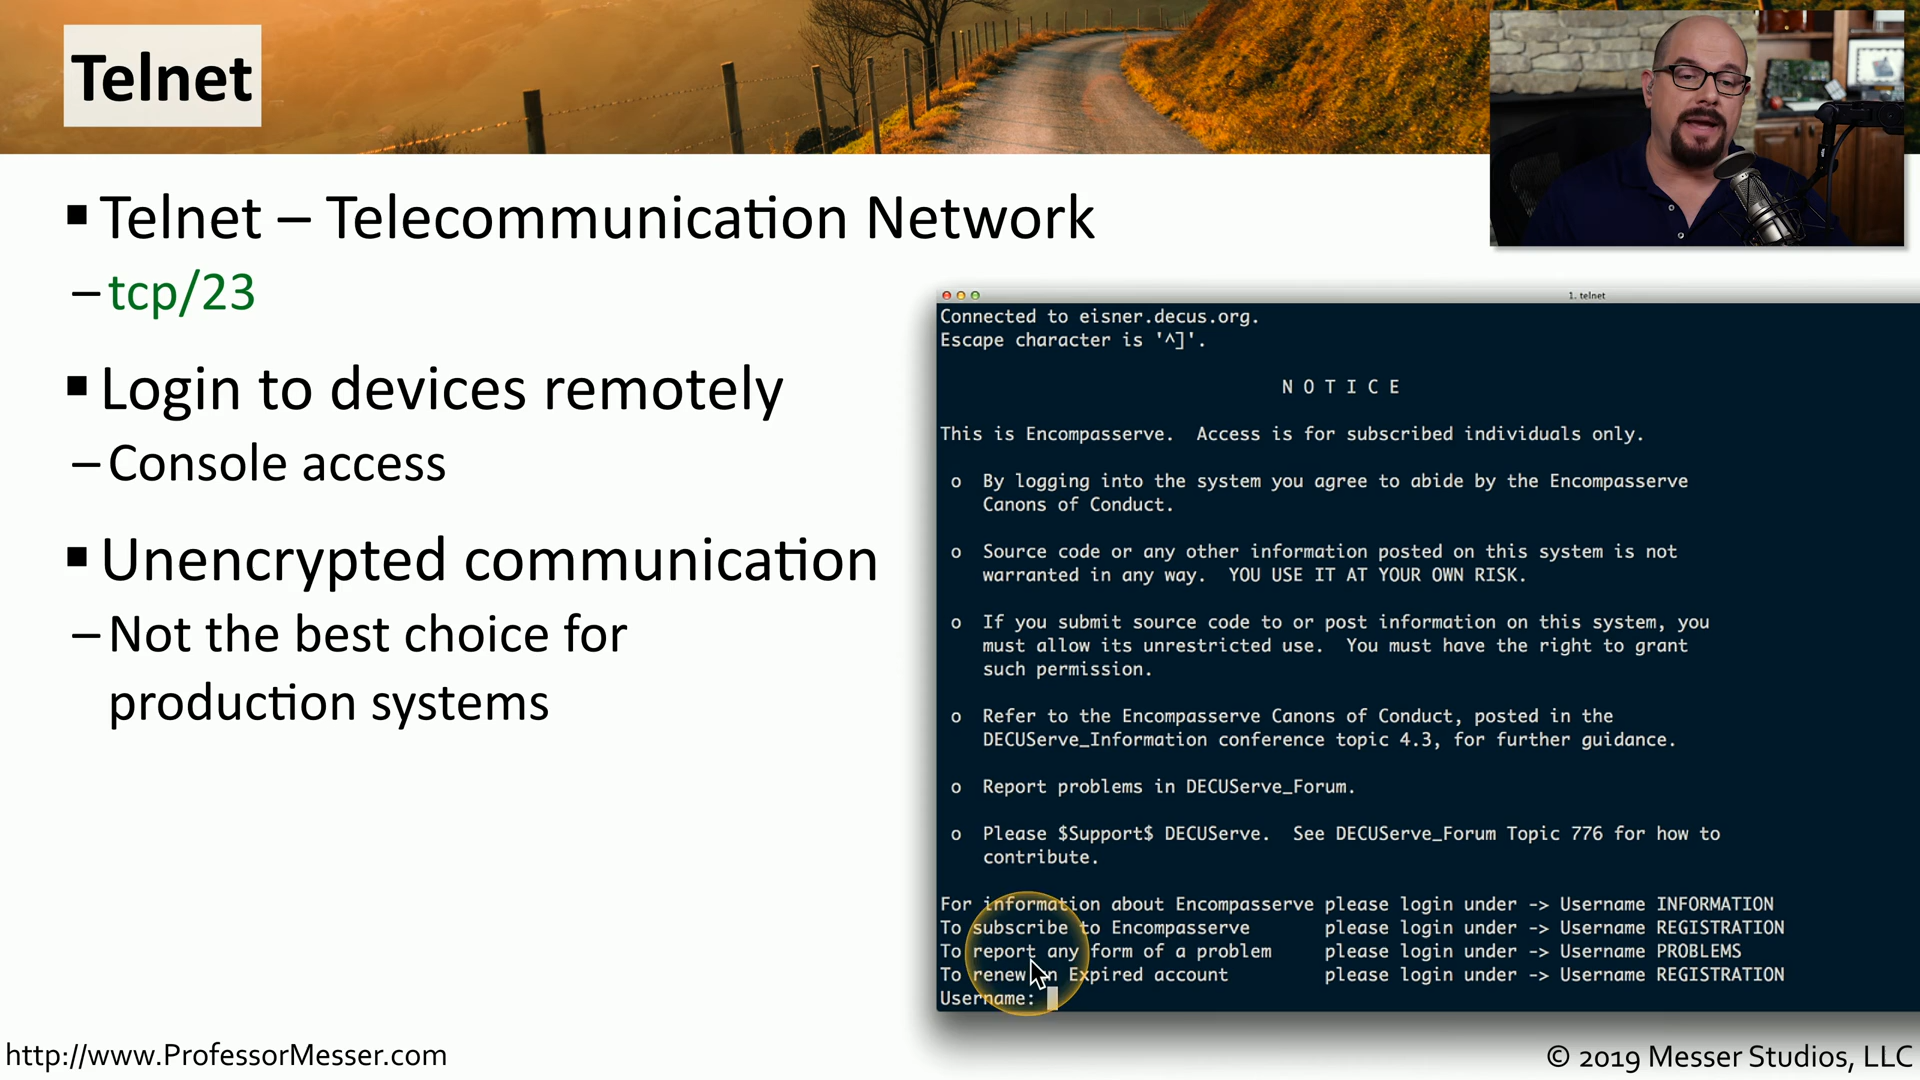 Telnet
▪ Telnet – Telecommunication Network
– tcp/23
▪ Login to devices remotely
– Console access
▪ Unencrypted communication
– Not the best choice for
production systems
1. telnet
Connected to eisner.decus.org.
Escape character is '^]'.
N O T I C E
This is Encompasserve.  Access is for subscribed individuals only.
o  By logging into the system you agree to abide by the Encompasserve
Canons of Conduct.
o  Source code or any other information posted on this system is not
warranted in any way.  YOU USE IT AT YOUR OWN RISK.
o  If you submit source code to or post information on this system, you
must allow its unrestricted use.  You must have the right to grant
such permission.
o  Refer to the Encompasserve Canons of Conduct, posted in the
DECUServe_Information conference topic 4.3, for further guidance.
o  Report problems in DECUServe_Forum.
o  Please $Support$ DECUServe.  See DECUServe_Forum Topic 776 for how to
contribute.
For information about Encompasserve please login under -> Username INFORMATION
To subscribe to Encompasserve       please login under -> Username REGISTRATION
To report any form of a problem     please login under -> Username PROBLEMS
To renew an Expired account         please login under -> Username REGISTRATION
Username:
http://www.ProfessorMesser.com
© 2019 Messer Studios, LLC